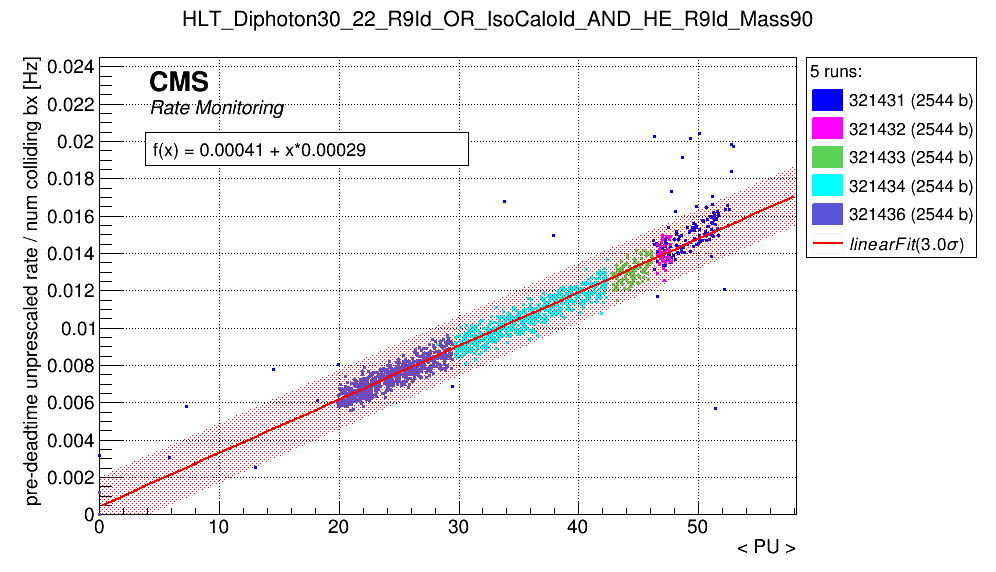 HLT_Diphoton30_22_R9Id_OR_IsoCaloId_AND_HE_R9Id_Mass90
pre-deadtime unprescaled rate / num colliding bx [Hz]
0.024
0.022
0.02
0.018
0.016
0.014
0.012
0.01
0.008
0.006
0.004
0.002
0
CMS
Rate Monitoring
f(x) = 0.00041 + x*0.00029
0 10 20 30 40 50
< PU >
5 runs:
321431 (2544 b)
321432 (2544 b)
321433 (2544 b)
321434 (2544 b)
321436 (2544 b)
linearFit(3.0σ)